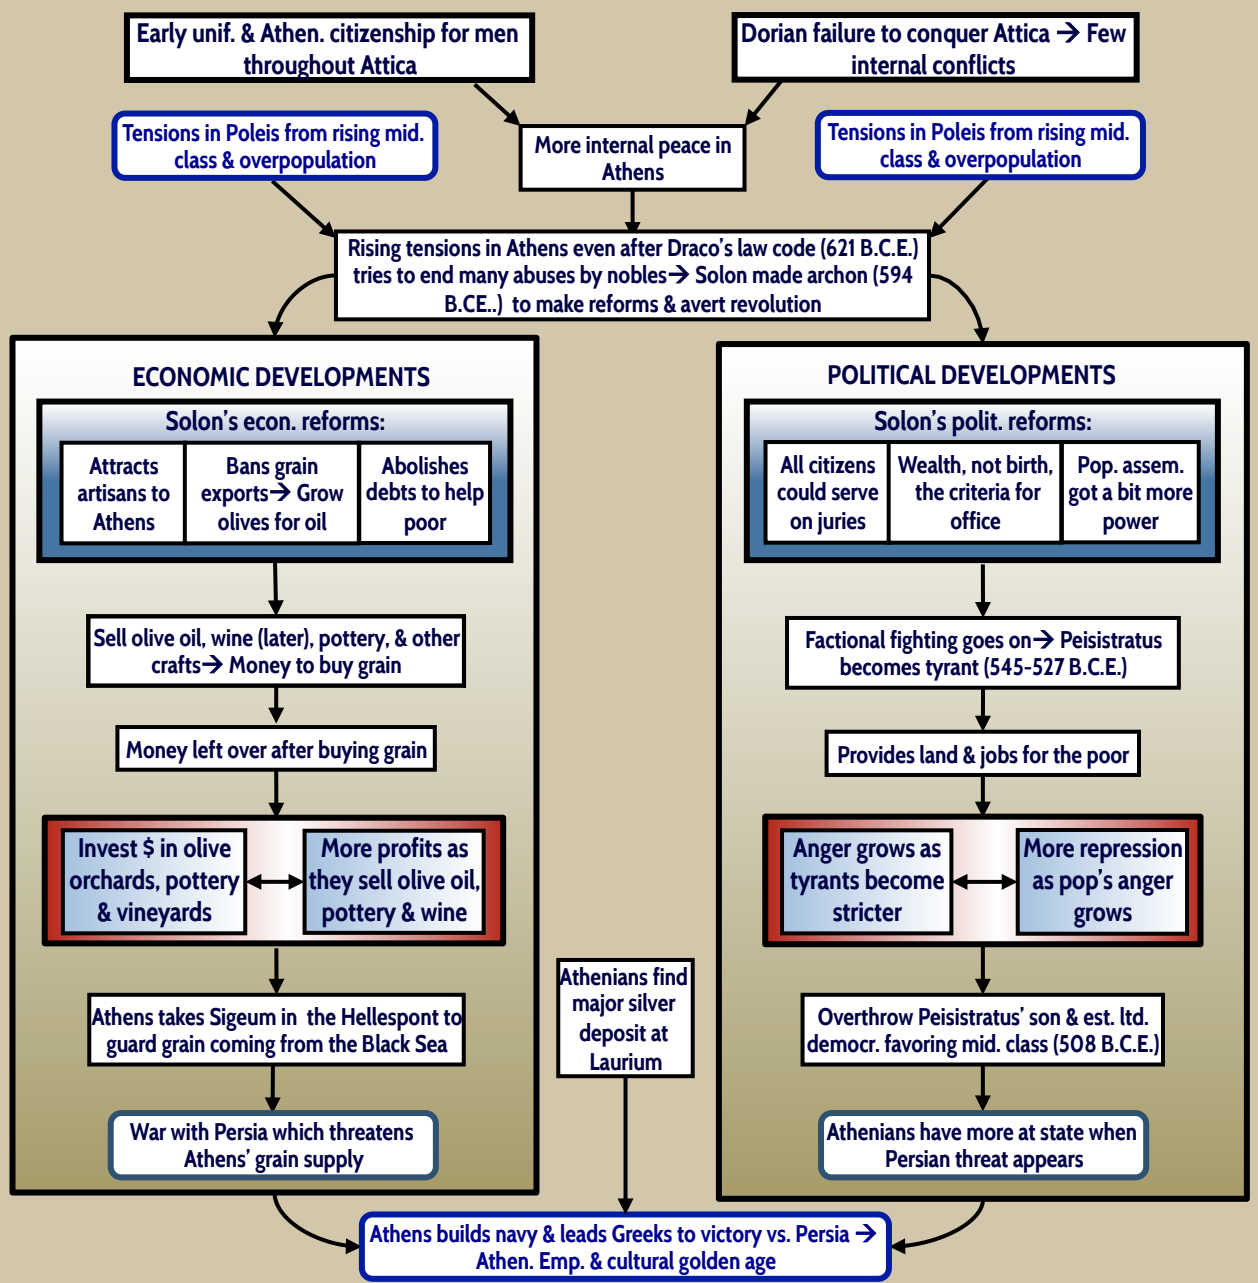 Early unif. & Athen. citizenship for men
throughout Attica
Dorian failure to conquer Attica → Few
internal conflicts
Tensions in Poleis from rising mid.
class & overpopulation
More internal peace in
Athens
Tensions in Poleis from rising mid.
class & overpopulation
Rising tensions in Athens even after Draco's law code (621 B.C.E.)
tries to end many abuses by nobles→ Solon made archon (594
B.CE..) to make reforms & avert revolution
ECONOMIC DEVELOPMENTS
Solon's econ. reforms:
Attracts
artisans to
Athens
Bans grain
exports→ Grow
olives for oil
Abolishes
debts to help
poor
Sell olive oil, wine (later), pottery, & other
crafts→ Money to buy grain
Money left over after buying grain
Invest $ in olive
orchards, pottery
& vineyards
More profits as
they sell olive oil,
pottery & wine
Athens takes Sigeum in the Hellespont to
guard grain coming from the Black Sea
War with Persia which threatens
Athens' grain supply
POLITICAL DEVELOPMENTS
Solon's polit. reforms:
All citizens
could serve
on juries
Wealth, not birth,
the criteria for
office
Pop. assem.
got a bit more
power
Factional fighting goes on→ Peisistratus
becomes tyrant (545-527 B.C.E.)
Provides land & jobs for the poor
Anger grows as
tyrants become
stricter
More repression
as pop's anger
grows
Overthrow Peisistratus' son & est. ltd.
democr. favoring mid. class (508 B.C.E.)
Athenians have more at state when
Persian threat appears
Athenians find
major silver
deposit at
Laurium
Athens builds navy & leads Greeks to victory vs. Persia →
Athen. Emp. & cultural golden age